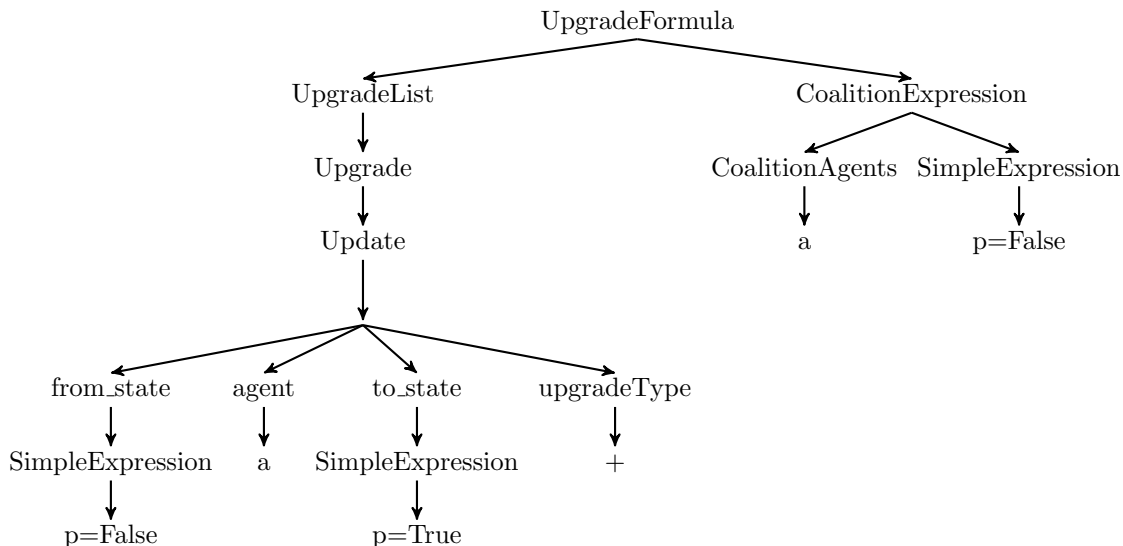 UpgradeFormula
UpgradeList CoalitionExpression
Upgrade CoalitionAgents SimpleExpression
Update a p=False
from_state agent to_state upgradeType
SimpleExpression a SimpleExpression +
p=False p=True